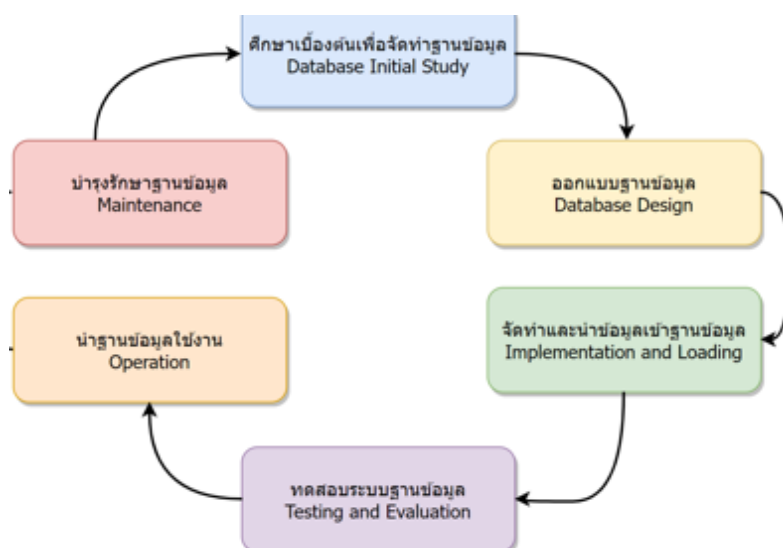 ศึกษาเบื้องต้นเพื่อจัดทำฐานข้อมูล
Database Initial Study
ออกแบบฐานข้อมูล
Database Design
จัดทำและนำข้อมูลเข้าฐานข้อมูล
Implementation and Loading
ทดสอบระบบฐานข้อมูล
Testing and Evaluation
นำฐานข้อมูลใช้งาน
Operation
บำรุงรักษาฐานข้อมูล
Maintenance